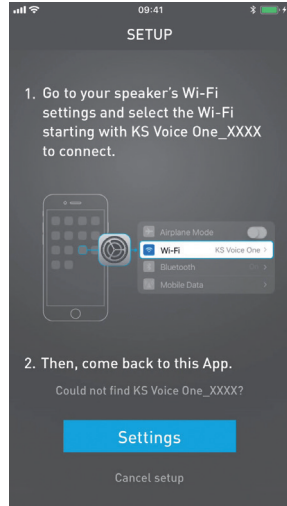 09:41
SETUP
1. Go to your speaker's Wi-Fi
settings and select the Wi-Fi
starting with KS Voice One_XXXX
to connect.
Airplane Mode
Wi-Fi KS Voice One
Bluetooth
Mobile Data
2. Then, come back to this App.
Could not find KS Voice One_XXXX?
Settings
Cancel setup